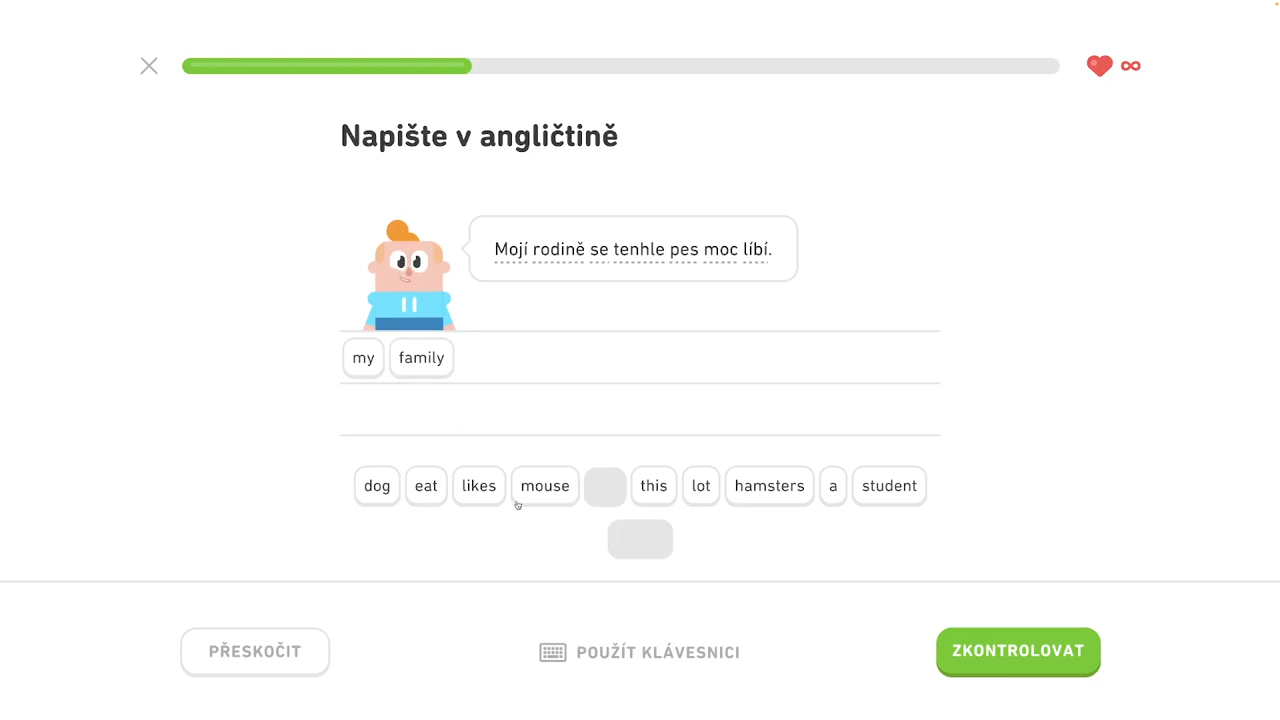 Napište v angličtině
Mojí rodině se tenhle pes moc líbí.
my family
dog eat likes mouse this lot hamsters a student
PŘESKOČIT POUŽÍT KLÁVESNICI ZKONTROLOVAT